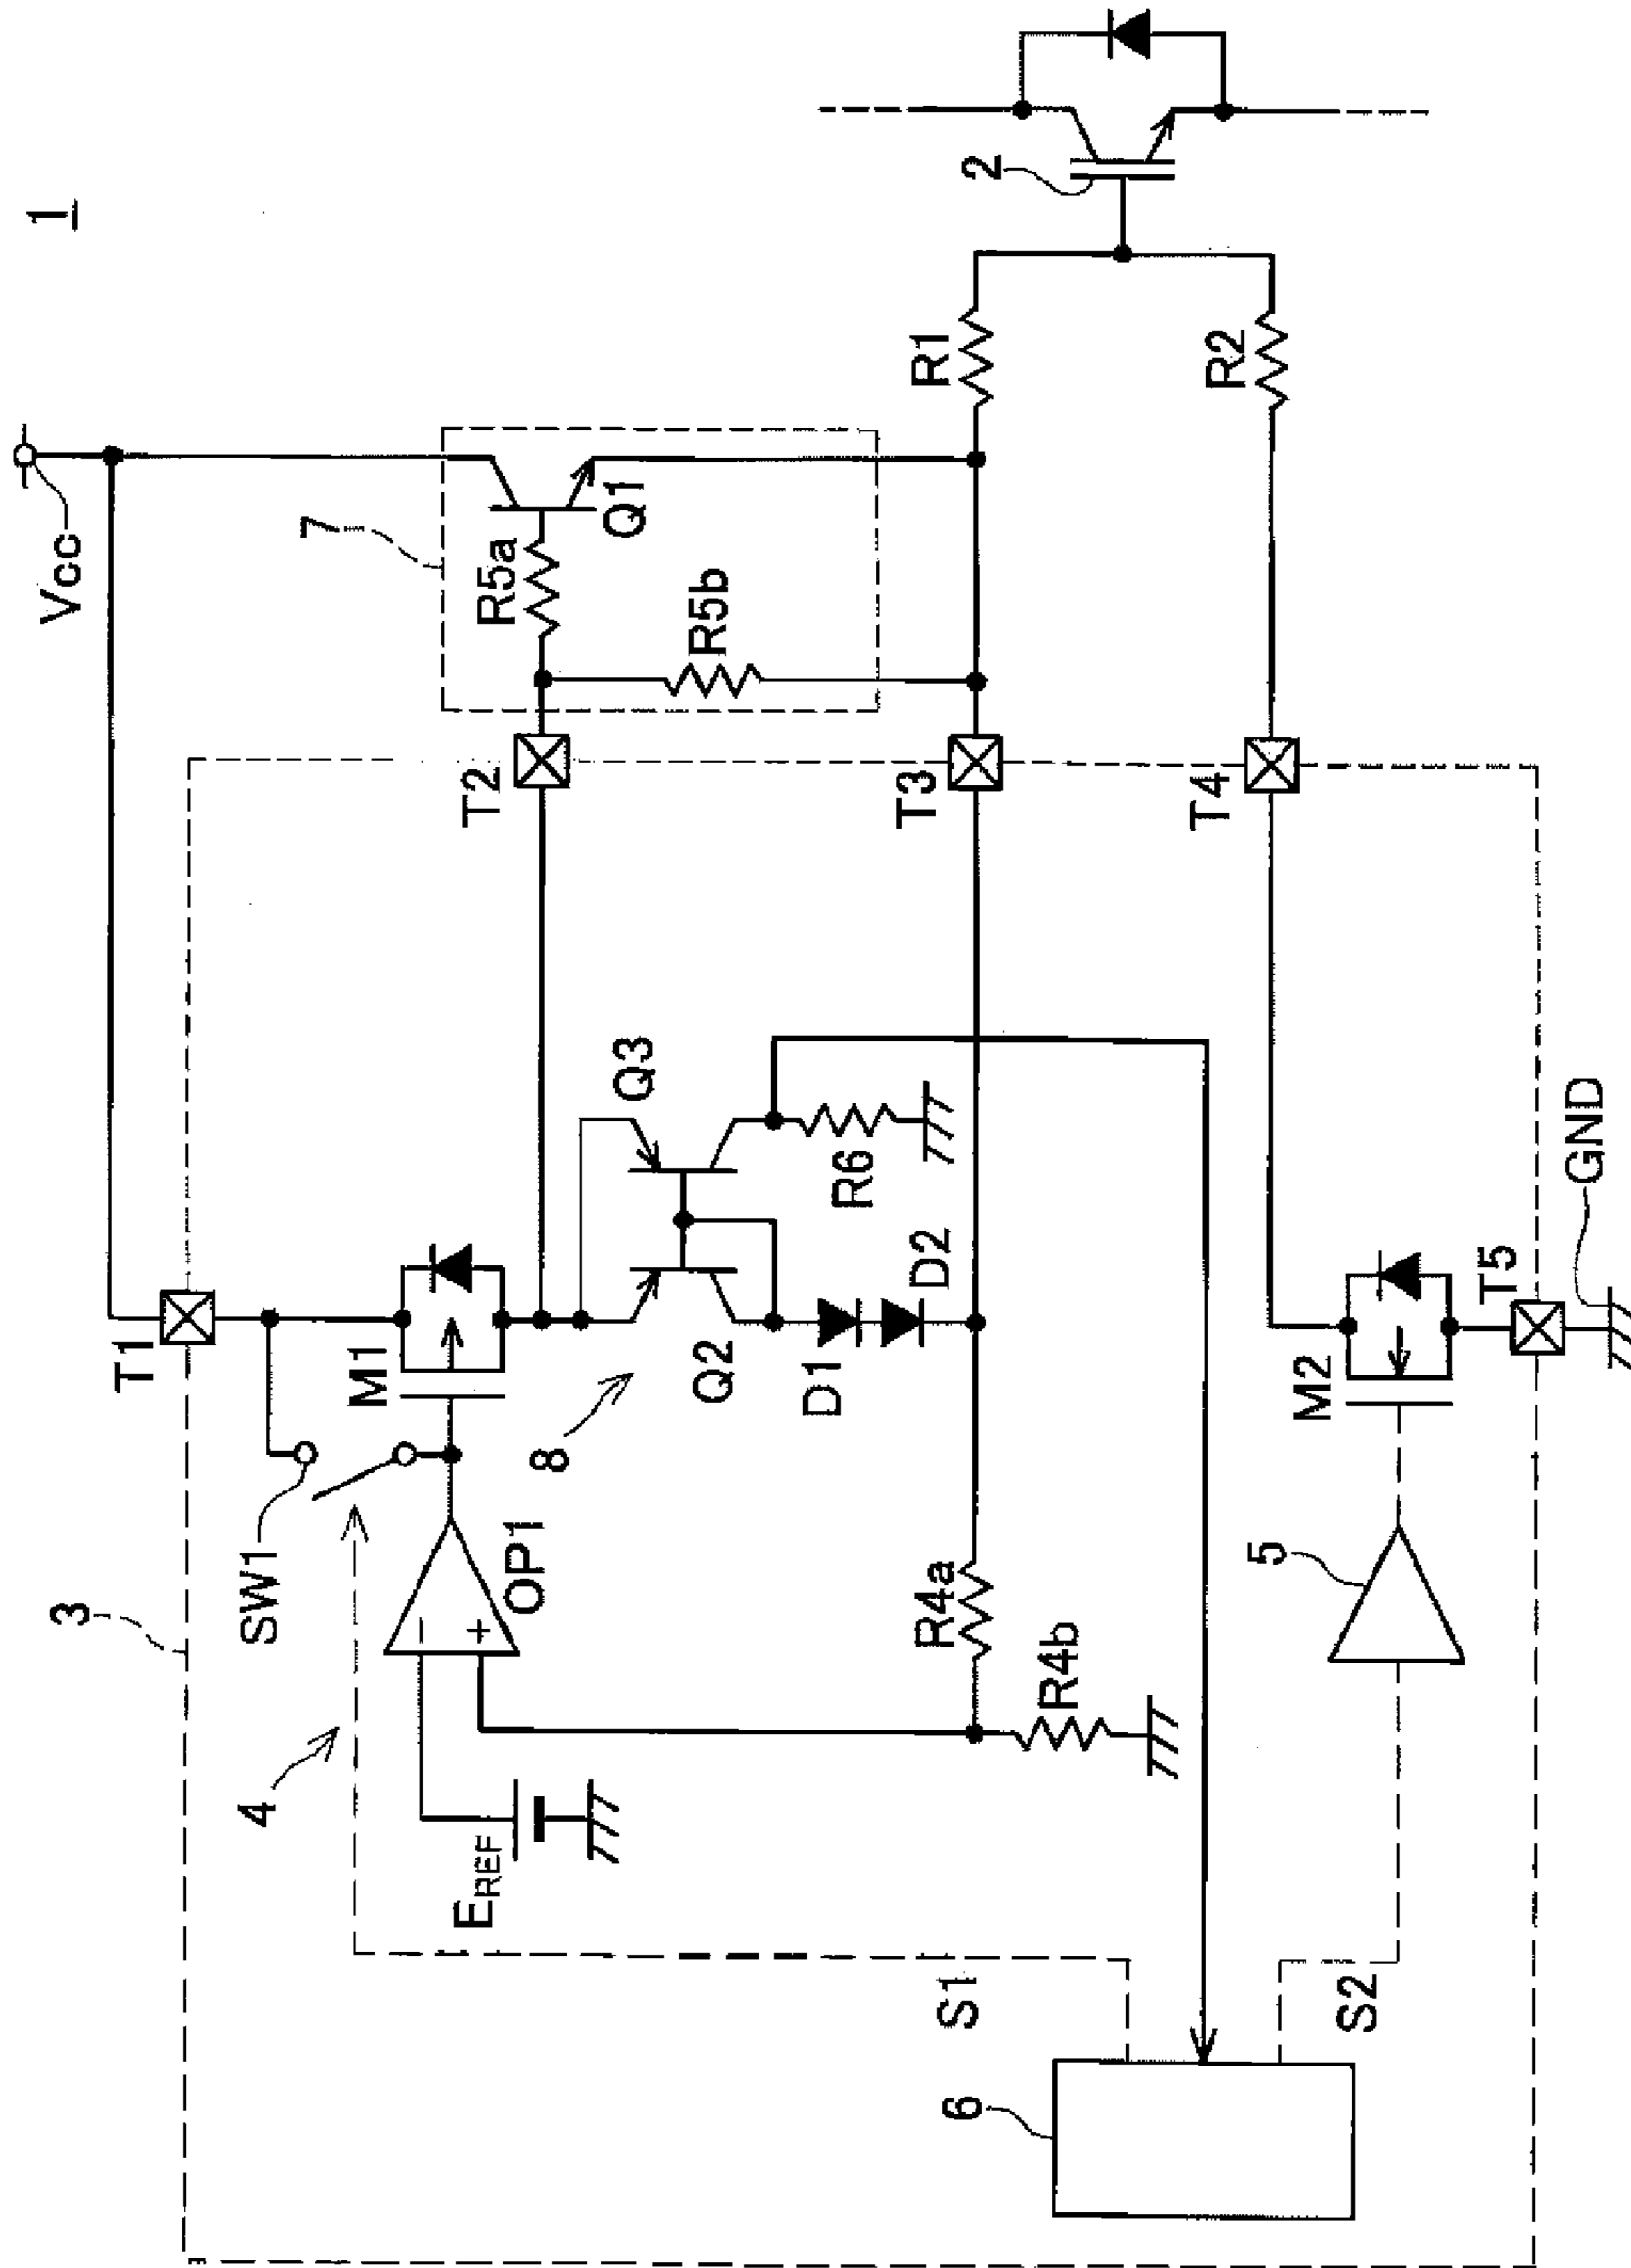 1
Vcc
7
Q1
R5a
R5b
R1
2
R2
T1
T2
T3
T4
3
SW1
M1
OP1
4
EREF
8
Q2
Q3
D1
D2
R6
R4a
R4b
S1
6
S2
5
M2
T5
GND
−
+